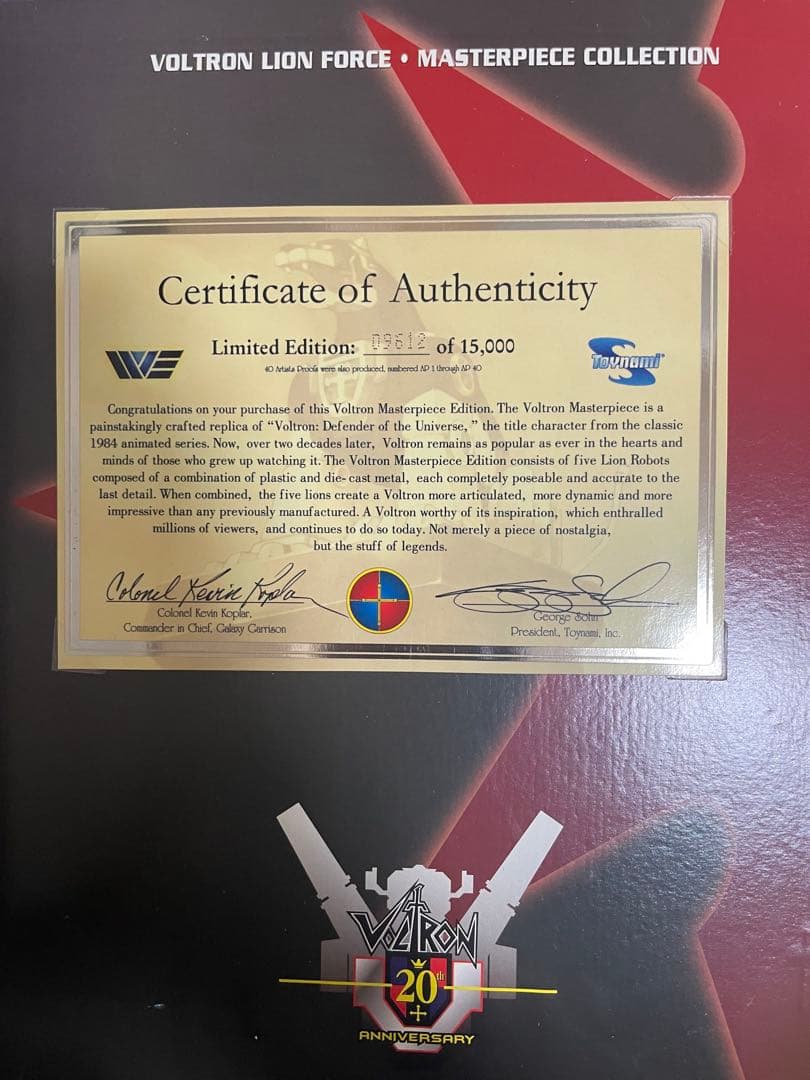 VOLTRON LION FORCE • MASTERPIECE COLLECTION
Certificate of Authenticity
Limited Edition: 09612 of 15,000
40 Artists Proofs were also produced, numbered AP 1 through AP 40
WE
Toynami
Congratulations on your purchase of this Voltron Masterpiece Edition. The Voltron Masterpiece is a
painstakingly crafted replica of “Voltron: Defender of the Universe, ” the title character from the classic
1984 animated series. Now, over two decades later, Voltron remains as popular as ever in the hearts and
minds of those who grew up watching it. The Voltron Masterpiece Edition consists of five Lion Robots
composed of a combination of plastic and die-cast metal, each completely poseable and accurate to the
last detail. When combined, the five lions create a Voltron more articulated, more dynamic and more
impressive than any previously manufactured. A Voltron worthy of its inspiration, which enthralled
millions of viewers, and continues to do so today. Not merely a piece of nostalgia,
but the stuff of legends.
Colonel Kevin Koplar
Colonel Kevin Koplar,
Commander in Chief, Galaxy Garrison
George Sohn
President, Toynami, Inc.
VOLTRON
20th
ANNIVERSARY